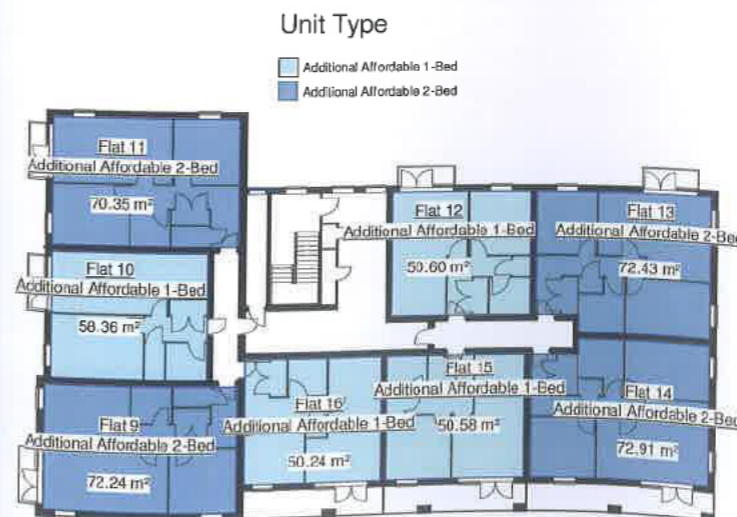 Unit Type
Additional Affordable 1-Bed
Additional Affordable 2-Bed
Flat 11
Additional Affordable 2-Bed
70.35 m²
Flat 12
Additional Affordable 1-Bed
50.60 m²
Flat 13
Additional Affordable 2-Bed
72.43 m²
Flat 10
Additional Affordable 1-Bed
58.36 m²
Flat 9
Additional Affordable 2-Bed
72.24 m²
Flat 16
Additional Affordable 1-Bed
50.24 m²
Flat 15
Additional Affordable 1-Bed
50.58 m²
Flat 14
Additional Affordable 2-Bed
72.91 m²